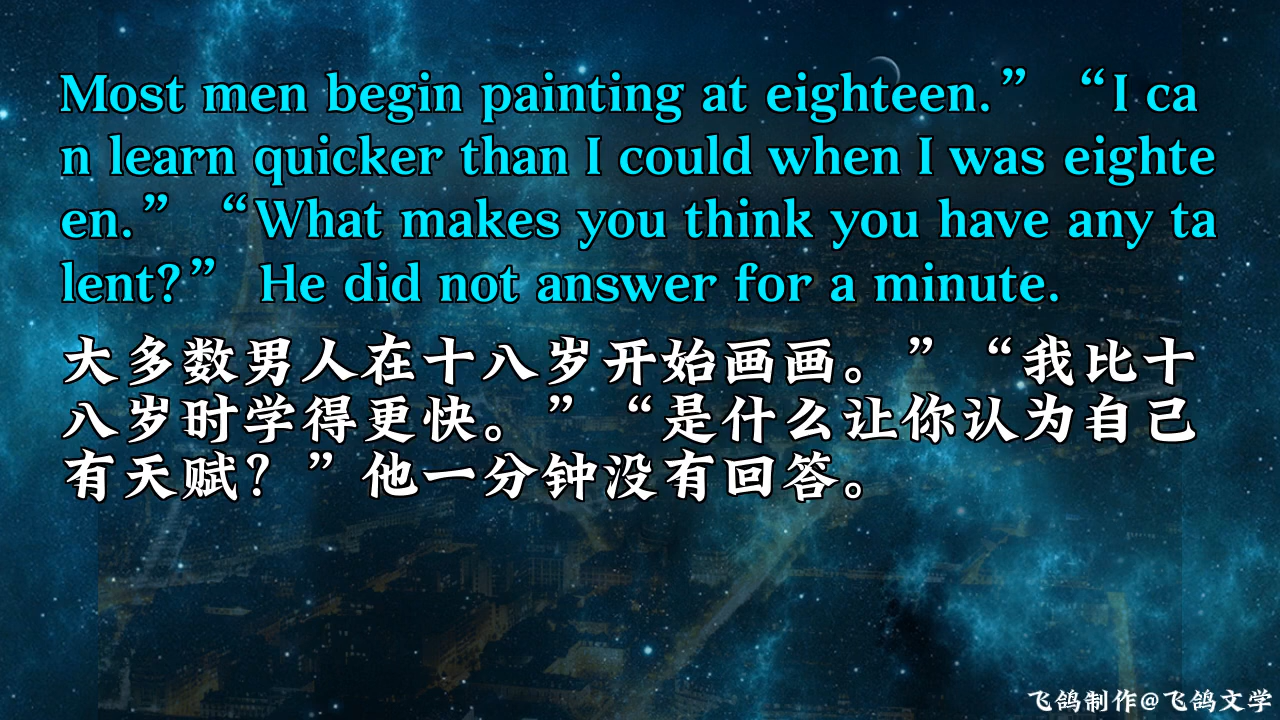 Most men begin painting at eighteen.” “I ca
n learn quicker than I could when I was eighte
en.” “What makes you think you have any ta
lent?” He did not answer for a minute.
大多数男人在十八岁开始画画。”“我比十
八岁时学得更快。”“是什么让你认为自己
有天赋？”他一分钟没有回答。
飞鸽制作@飞鸽文学